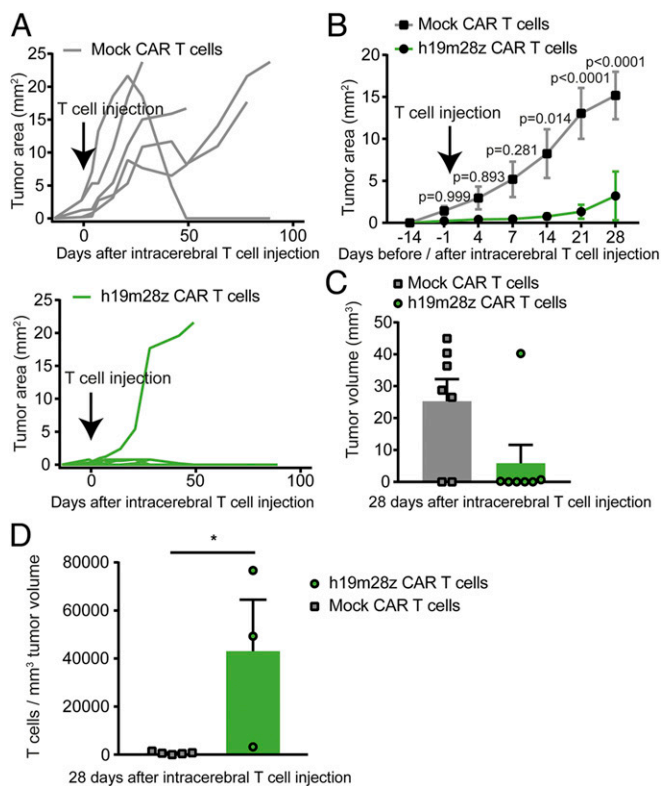 A
Mock CAR T cells
25
20
15
10
5
0
Tumor area (mm²)
T cell injection
0
50
100
Days after intracerebral T cell injection
h19m28z CAR T cells
25
20
15
10
5
0
Tumor area (mm²)
T cell injection
0
50
100
Days after intracerebral T cell injection
B
Mock CAR T cells
h19m28z CAR T cells
20
15
10
5
0
Tumor area (mm²)
T cell injection
p=0.999
p=0.893
p=0.281
p=0.014
p<0.0001
p<0.0001
-14
-1
4
7
14
21
28
Days before / after intracerebral T cell injection
C
Mock CAR T cells
h19m28z CAR T cells
50
40
30
20
10
0
Tumor volume (mm³)
28 days after intracerebral T cell injection
D
*
80000
60000
40000
20000
0
T cells / mm³ tumor volume
h19m28z CAR T cells
Mock CAR T cells
28 days after intracerebral T cell injection